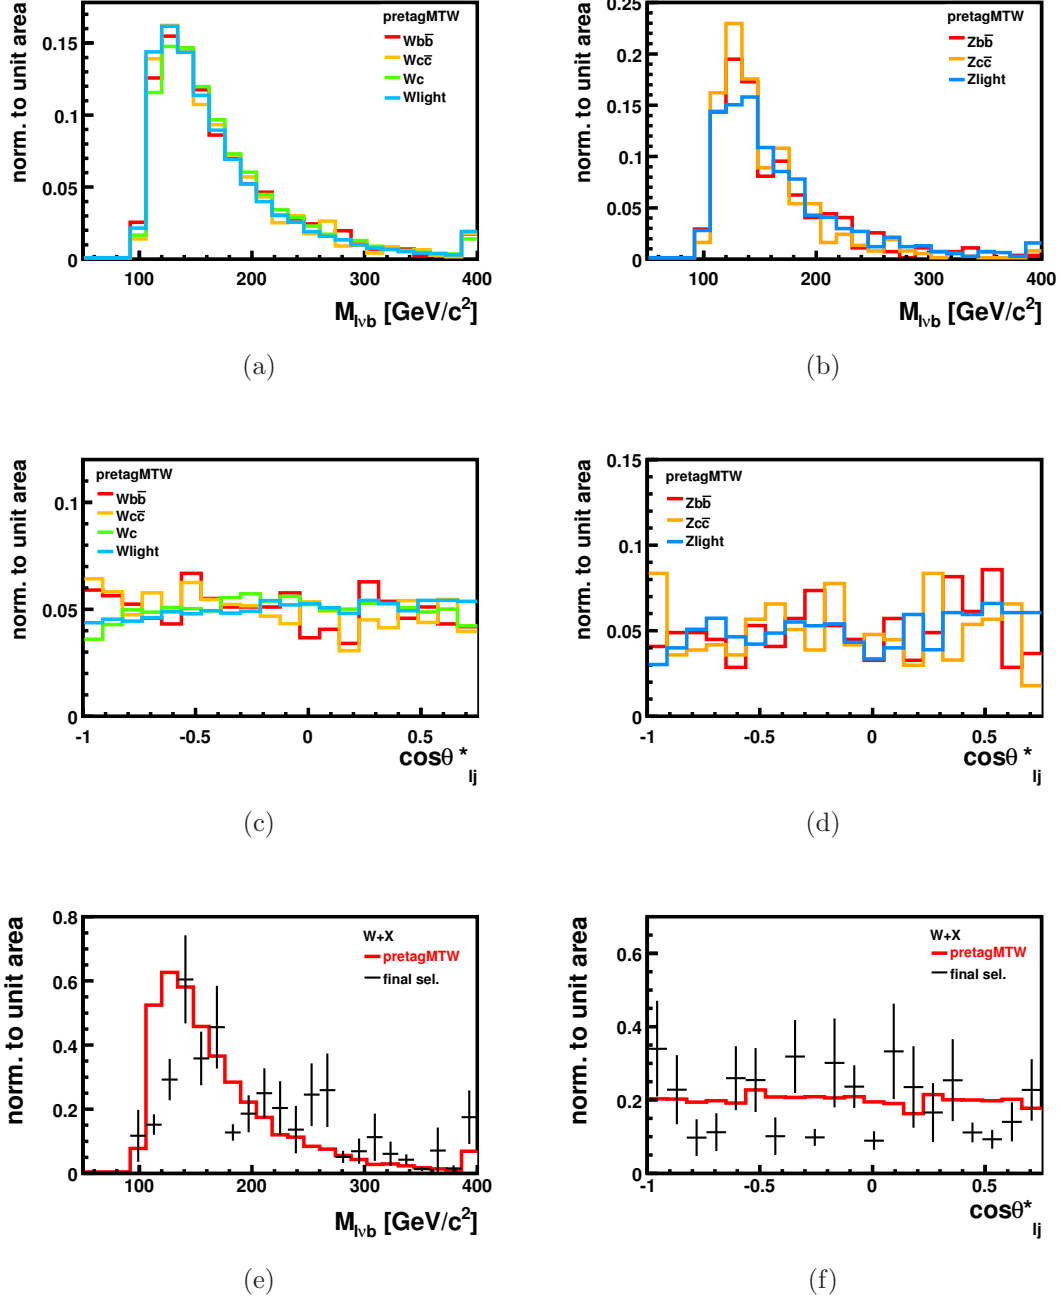 norm. to unit area
pretagMTW
Wbb̅
Wcc̅
Wc
Wlight
0.15
0.1
0.05
0
100 200 300 400
M_lνb [GeV/c²]
(a)
norm. to unit area
pretagMTW
Zbb̅
Zcc̅
Zlight
0.25
0.2
0.15
0.1
0.05
0
100 200 300 400
M_lνb [GeV/c²]
(b)
norm. to unit area
pretagMTW
Wbb̅
Wcc̅
Wc
Wlight
0.1
0.05
0
-1 -0.5 0 0.5
cosθ*_lj
(c)
norm. to unit area
pretagMTW
Zbb̅
Zcc̅
Zlight
0.15
0.1
0.05
0
-1 -0.5 0 0.5
cosθ*_lj
(d)
norm. to unit area
W+X
pretagMTW
final sel.
0.8
0.6
0.4
0.2
0
100 200 300 400
M_lνb [GeV/c²]
(e)
norm. to unit area
W+X
pretagMTW
final sel.
0.6
0.4
0.2
0
-1 -0.5 0 0.5
cosθ*_lj
(f)